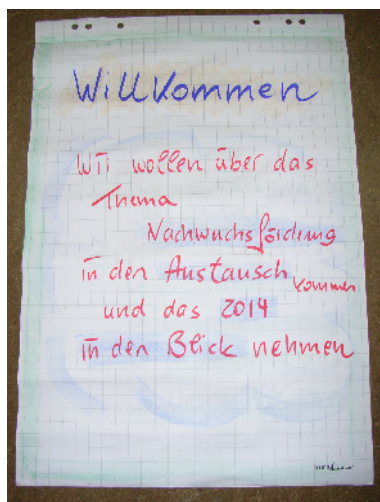 Willkommen
Wir wollen über das
Thema
Nachwuchsförderung
in den Austausch kommen
und das 2014
in den Blick nehmen